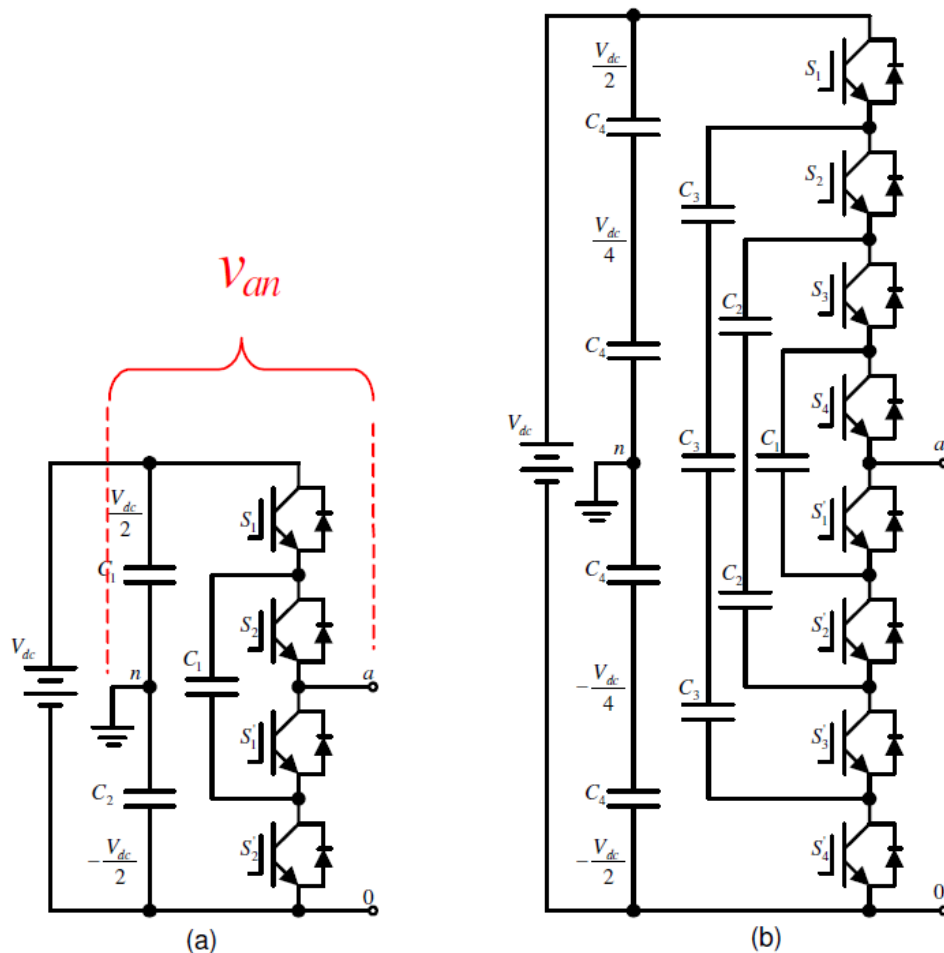 v_an
V_dc
V_dc/2
C_1
n
C_2
-V_dc/2
C_1
S_1
S_2
S'_1
S'_2
a
0
(a)
V_dc
V_dc/2
C_4
V_dc/4
C_4
n
C_4
-V_dc/4
C_4
-V_dc/2
C_3
C_3
C_3
C_2
C_2
C_1
S_1
S_2
S_3
S_4
S'_1
S'_2
S'_3
S'_4
a
0
(b)